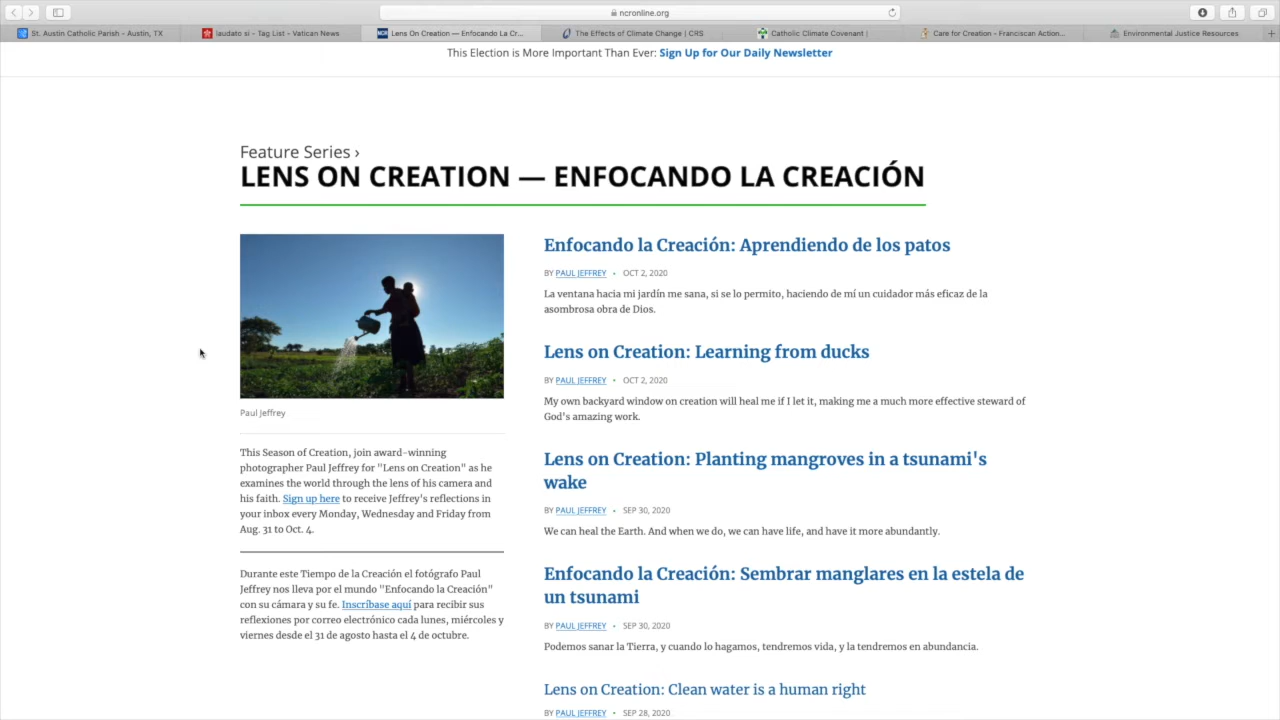 ncronline.org
St. Austin Catholic Parish - Austin, TX
laudato si - Tag List - Vatican News
NCR
Lens On Creation — Enfocando La Cr...
The Effects of Climate Change | CRS
Catholic Climate Covenant |
Care for Creation - Franciscan Action...
Environmental Justice Resources
This Election is More Important Than Ever: Sign Up for Our Daily Newsletter
Feature Series ›
LENS ON CREATION — ENFOCANDO LA CREACIÓN
Paul Jeffrey
This Season of Creation, join award-winning
photographer Paul Jeffrey for "Lens on Creation" as he
examines the world through the lens of his camera and
his faith. Sign up here to receive Jeffrey's reflections in
your inbox every Monday, Wednesday and Friday from
Aug. 31 to Oct. 4.
Durante este Tiempo de la Creación el fotógrafo Paul
Jeffrey nos lleva por el mundo "Enfocando la Creación"
con su cámara y su fe. Inscríbase aquí para recibir sus
reflexiones por correo electrónico cada lunes, miércoles y
viernes desde el 31 de agosto hasta el 4 de octubre.
Enfocando la Creación: Aprendiendo de los patos
BY PAUL JEFFREY • OCT 2, 2020
La ventana hacia mi jardín me sana, si se lo permito, haciendo de mí un cuidador más eficaz de la
asombrosa obra de Dios.
Lens on Creation: Learning from ducks
BY PAUL JEFFREY • OCT 2, 2020
My own backyard window on creation will heal me if I let it, making me a much more effective steward of
God's amazing work.
Lens on Creation: Planting mangroves in a tsunami's
wake
BY PAUL JEFFREY • SEP 30, 2020
We can heal the Earth. And when we do, we can have life, and have it more abundantly.
Enfocando la Creación: Sembrar manglares en la estela de
un tsunami
BY PAUL JEFFREY • SEP 30, 2020
Podemos sanar la Tierra, y cuando lo hagamos, tendremos vida, y la tendremos en abundancia.
Lens on Creation: Clean water is a human right
BY PAUL JEFFREY • SEP 28, 2020